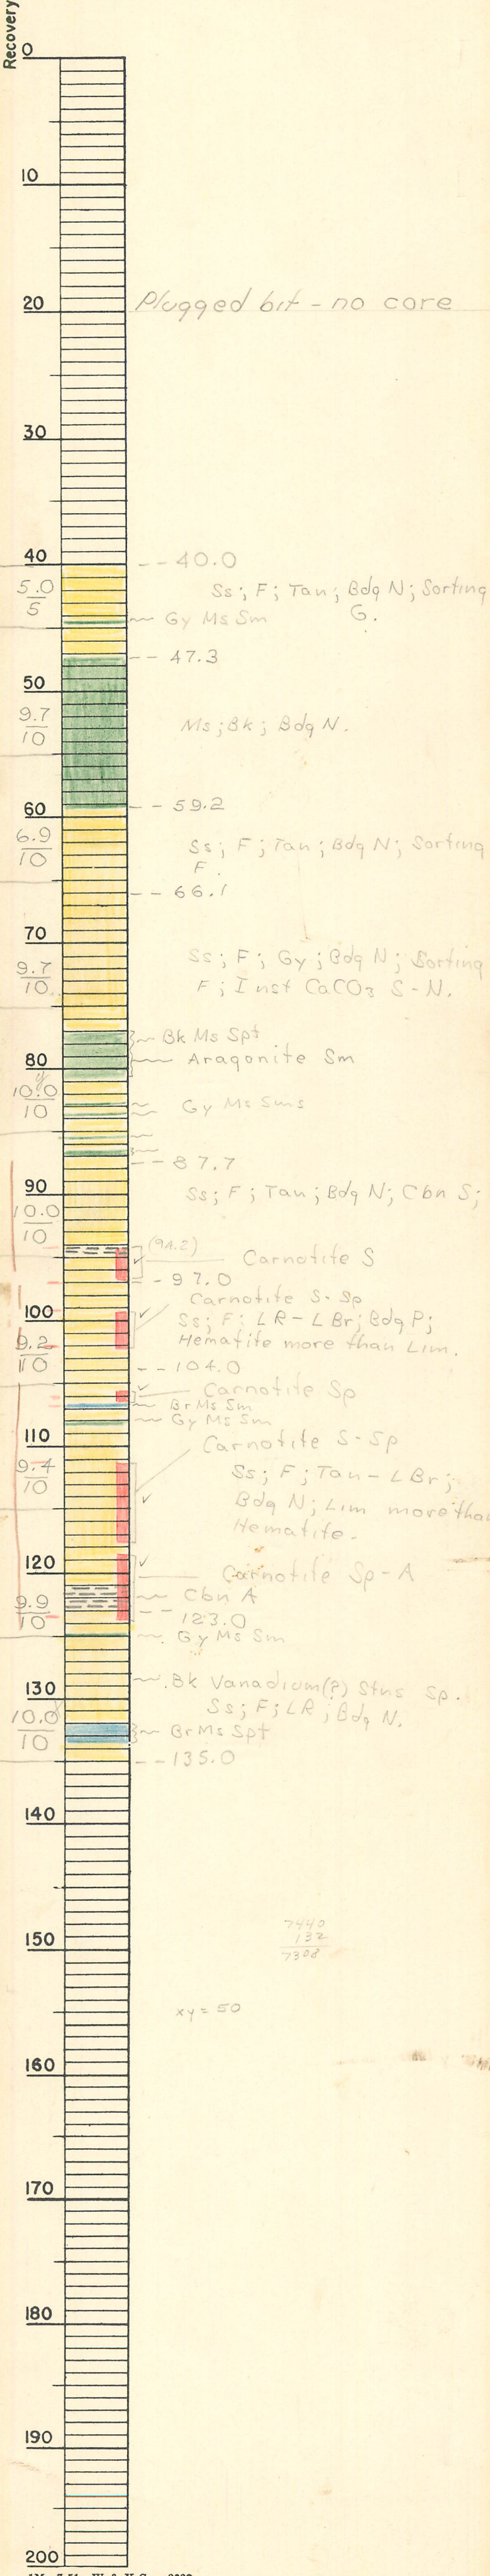 Recovery
0
10
Plugged bit - no core
20
30
40
-- 40.0
5.0
5
Ss; F; Tan; Bdg N; Sorting
G.
Gy Ms Sm
-- 47.3
50
9.7
10
Ms; Bk; Bdg N.
-- 59.2
60
6.9
10
Ss; F; Tan; Bdg N; Sorting
F.
-- 66.1
70
9.7
10
Ss; F; Gy; Bdg N; Sorting
F; Inst CaCO3 S-N.
Bk Ms Spt
Aragonite Sm
80
10.0
10
Gy Ms Sms
-- 87.7
90
Ss; F; Tan; Bdg N; Cbn S;
10.0
10
(94.2)
Carnotite S
-- 97.0
Carnotite S-Sp
100
Ss; F; LR-LBr; Bdg P;
Hematite more than Lim.
9.2
10
-- 104.0
Carnotite Sp
Br Ms Sm
Gy Ms Sm
110
Carnotite S-Sp
9.4
10
Ss; F; Tan-LBr;
Bdg N; Lim more than
Hematite.
120
Carnotite Sp-A
Cbn A
9.9
10
-- 123.0
Gy Ms Sm
130
Bk Vanadium(?) Stns Sp.
Ss; F; LR; Bdg N.
10.0
10
Br Ms Spt
-- 135.0
140
7440
132
7308
150
xy = 50
160
170
180
190
200